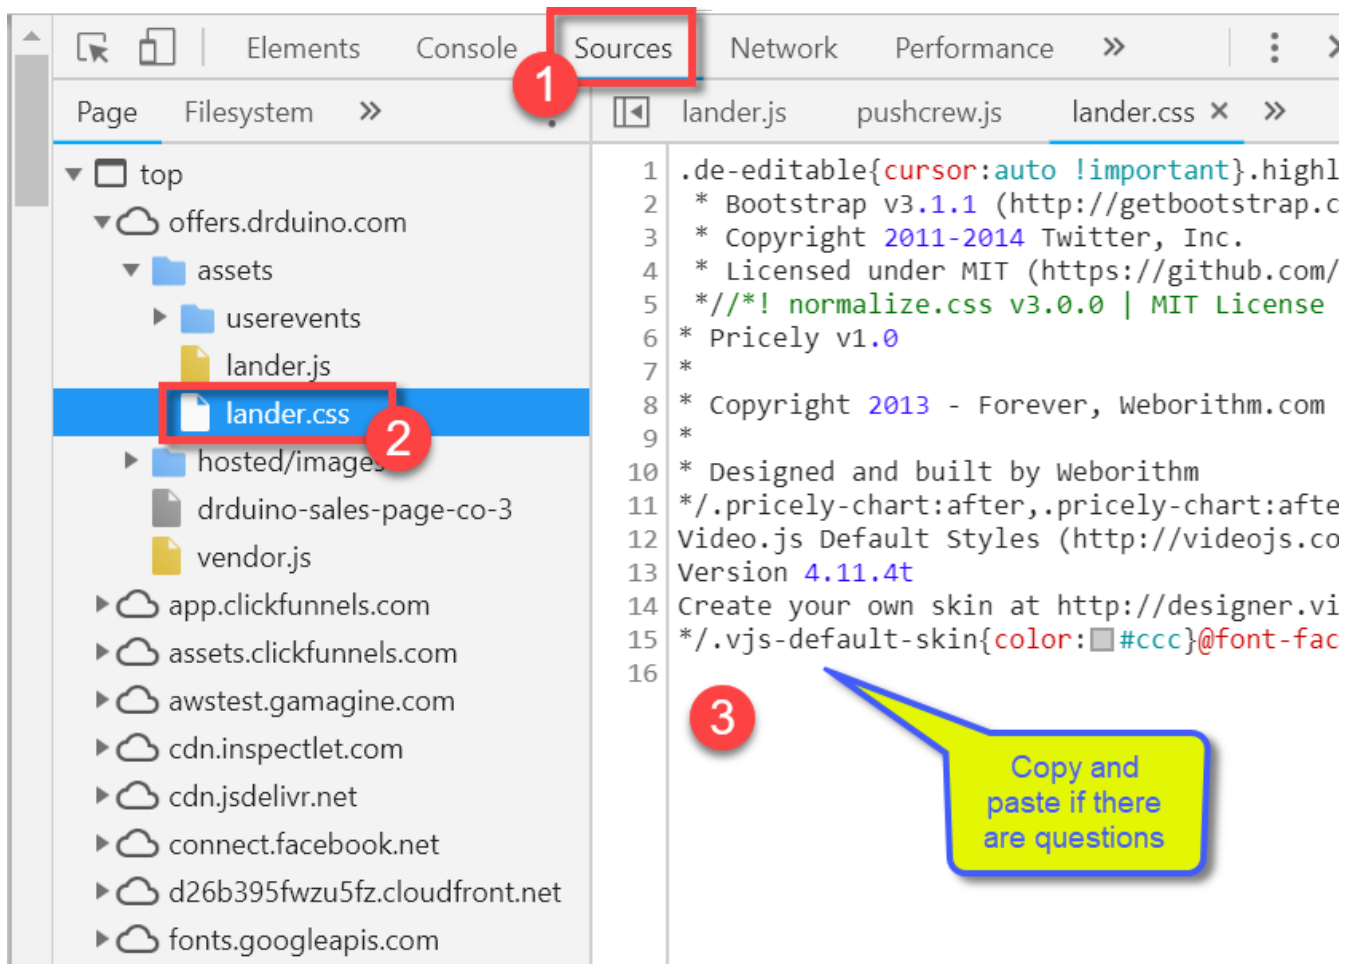 Elements Console Sources Network Performance »
1
Page Filesystem » lander.js pushcrew.js lander.css × »
top
offers.drduino.com
assets
userevents
lander.js
lander.css
2
hosted/images
drduino-sales-page-co-3
vendor.js
app.clickfunnels.com
assets.clickfunnels.com
awstest.gamagine.com
cdn.inspectlet.com
cdn.jsdelivr.net
connect.facebook.net
d26b395fwzu5fz.cloudfront.net
fonts.googleapis.com
1 .de-editable{cursor:auto !important}.highl
2 * Bootstrap v3.1.1 (http://getbootstrap.c
3 * Copyright 2011-2014 Twitter, Inc.
4 * Licensed under MIT (https://github.com/
5 *//*! normalize.css v3.0.0 | MIT License
6 * Pricely v1.0
7 *
8 * Copyright 2013 - Forever, Weborithm.com
9 *
10 * Designed and built by Weborithm
11 */.pricely-chart:after,.pricely-chart:afte
12 Video.js Default Styles (http://videojs.co
13 Version 4.11.4t
14 Create your own skin at http://designer.vi
15 */.vjs-default-skin{color:#ccc}@font-fac
16
3
Copy and
paste if there
are questions